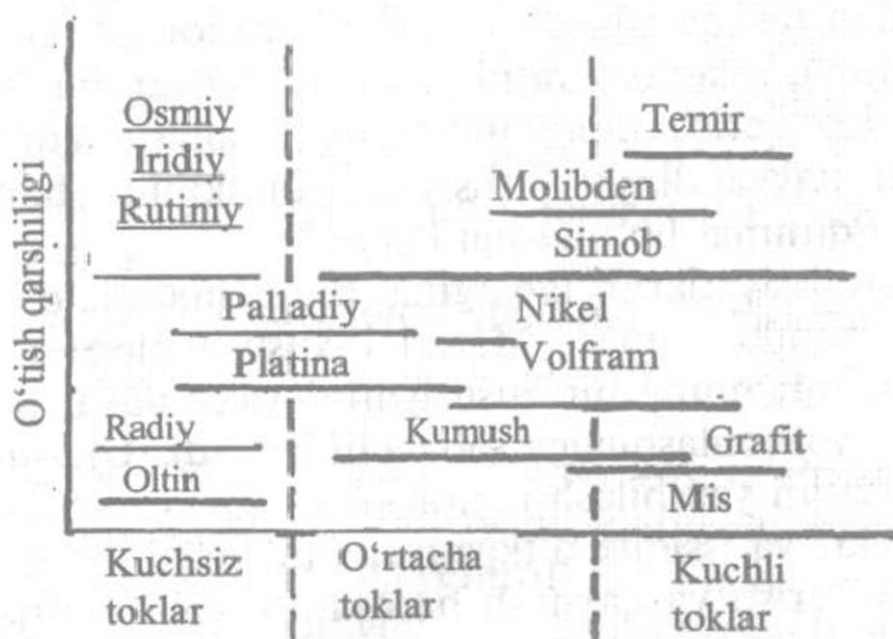 O‘tish qarshiligi
Osmiy
Iridiy
Rutiniy
Temir
Molibden
Simob
Palladiy
Nikel
Platina
Volfram
Radiy
Kumush
Grafit
Oltin
Mis
Kuchsiz
toklar
O‘rtacha
toklar
Kuchli
toklar